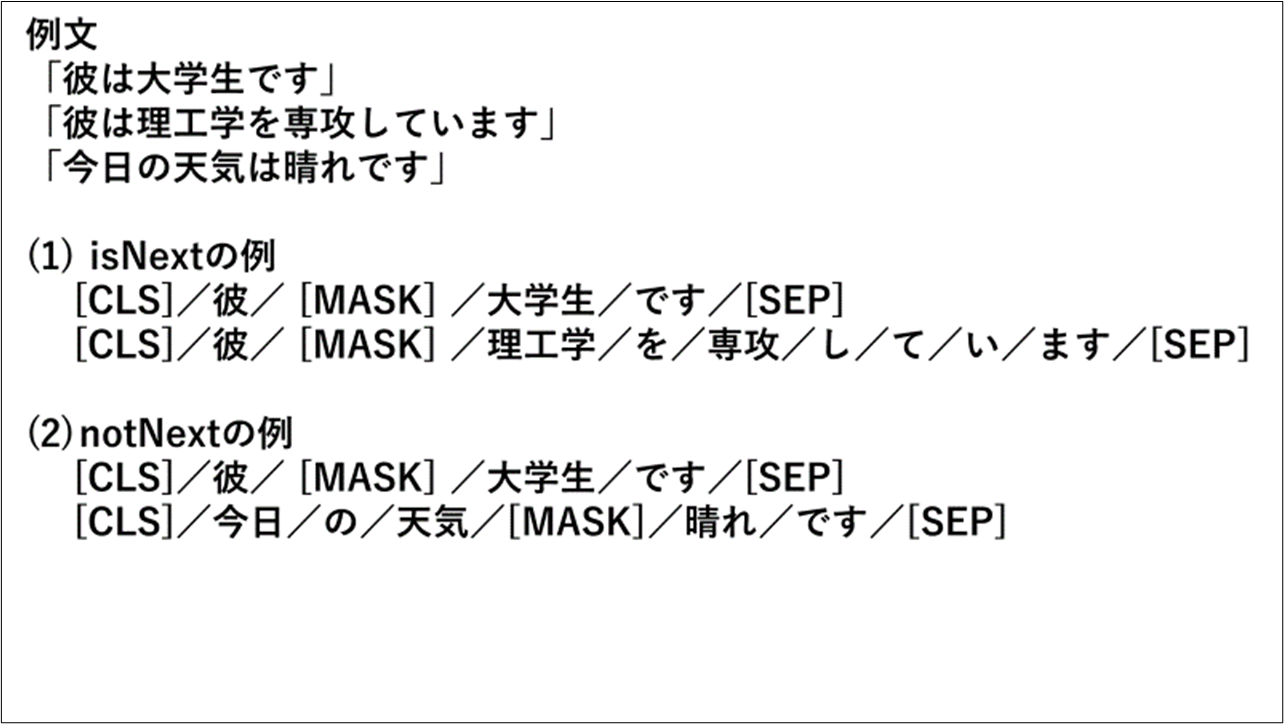 例文
「彼は大学生です」
「彼は理工学を専攻しています」
「今日の天気は晴れです」
(1) isNextの例
[CLS]／彼／ [MASK] ／大学生／です／[SEP]
[CLS]／彼／ [MASK] ／理工学／を／専攻／し／て／い／ます／[SEP]
(2)notNextの例
[CLS]／彼／ [MASK] ／大学生／です／[SEP]
[CLS]／今日／の／天気／[MASK]／晴れ／です／[SEP]